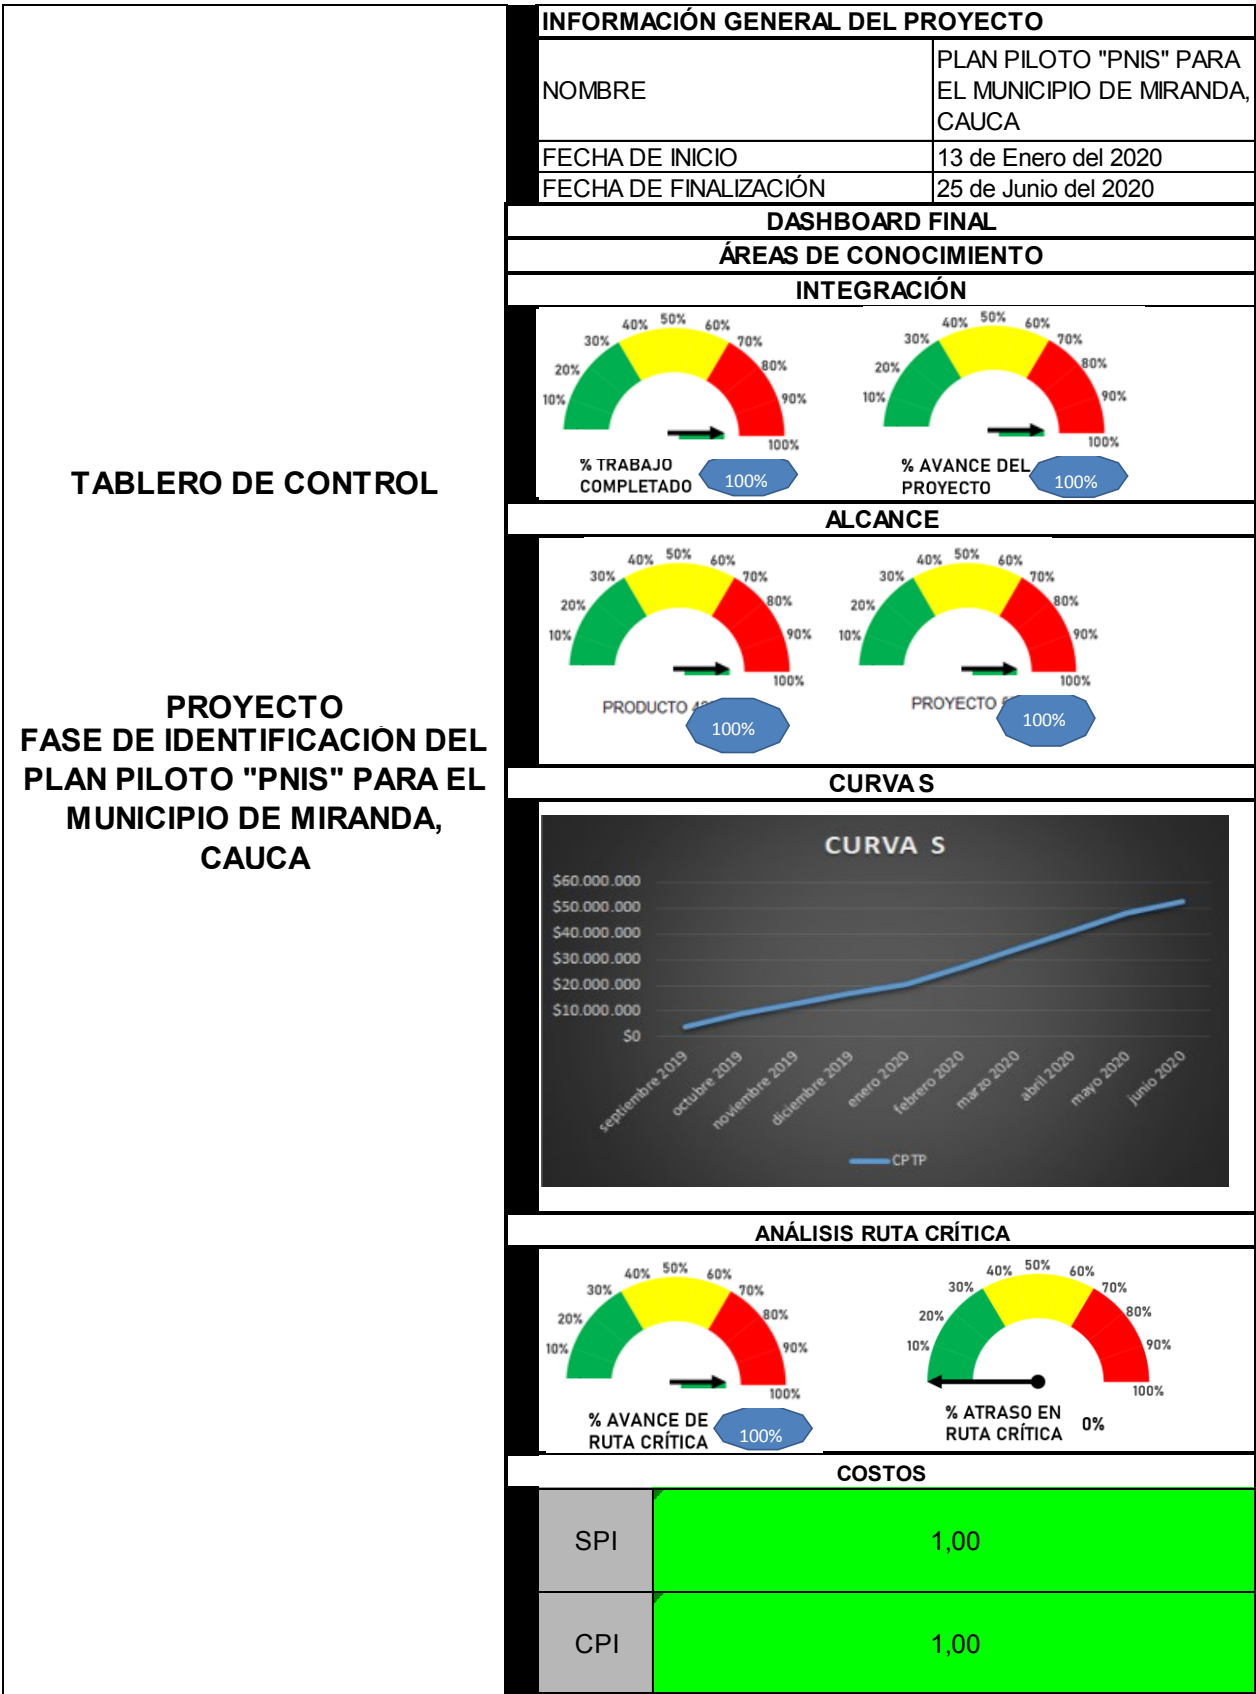 TABLERO DE CONTROL
PROYECTO
FASE DE IDENTIFICACIÓN DEL
PLAN PILOTO "PNIS" PARA EL
MUNICIPIO DE MIRANDA,
CAUCA
INFORMACIÓN GENERAL DEL PROYECTO
NOMBRE
PLAN PILOTO "PNIS" PARA
EL MUNICIPIO DE MIRANDA,
CAUCA
FECHA DE INICIO
13 de Enero del 2020
FECHA DE FINALIZACIÓN
25 de Junio del 2020
DASHBOARD FINAL
ÁREAS DE CONOCIMIENTO
INTEGRACIÓN
10%
20%
30%
40%
50%
60%
70%
80%
90%
100%
% TRABAJO
COMPLETADO
100%
10%
20%
30%
40%
50%
60%
70%
80%
90%
100%
% AVANCE DEL
PROYECTO
100%
ALCANCE
10%
20%
30%
40%
50%
60%
70%
80%
90%
100%
PRODUCTO
100%
10%
20%
30%
40%
50%
60%
70%
80%
90%
100%
PROYECTO
100%
CURVA S
CURVA S
$60.000.000
$50.000.000
$40.000.000
$30.000.000
$20.000.000
$10.000.000
$0
septiembre 2019
octubre 2019
noviembre 2019
diciembre 2019
enero 2020
febrero 2020
marzo 2020
abril 2020
mayo 2020
junio 2020
CPTP
ANÁLISIS RUTA CRÍTICA
10%
20%
30%
40%
50%
60%
70%
80%
90%
100%
% AVANCE DE
RUTA CRÍTICA
100%
10%
20%
30%
40%
50%
60%
70%
80%
90%
100%
% ATRASO EN
RUTA CRÍTICA
0%
COSTOS
SPI
1,00
CPI
1,00